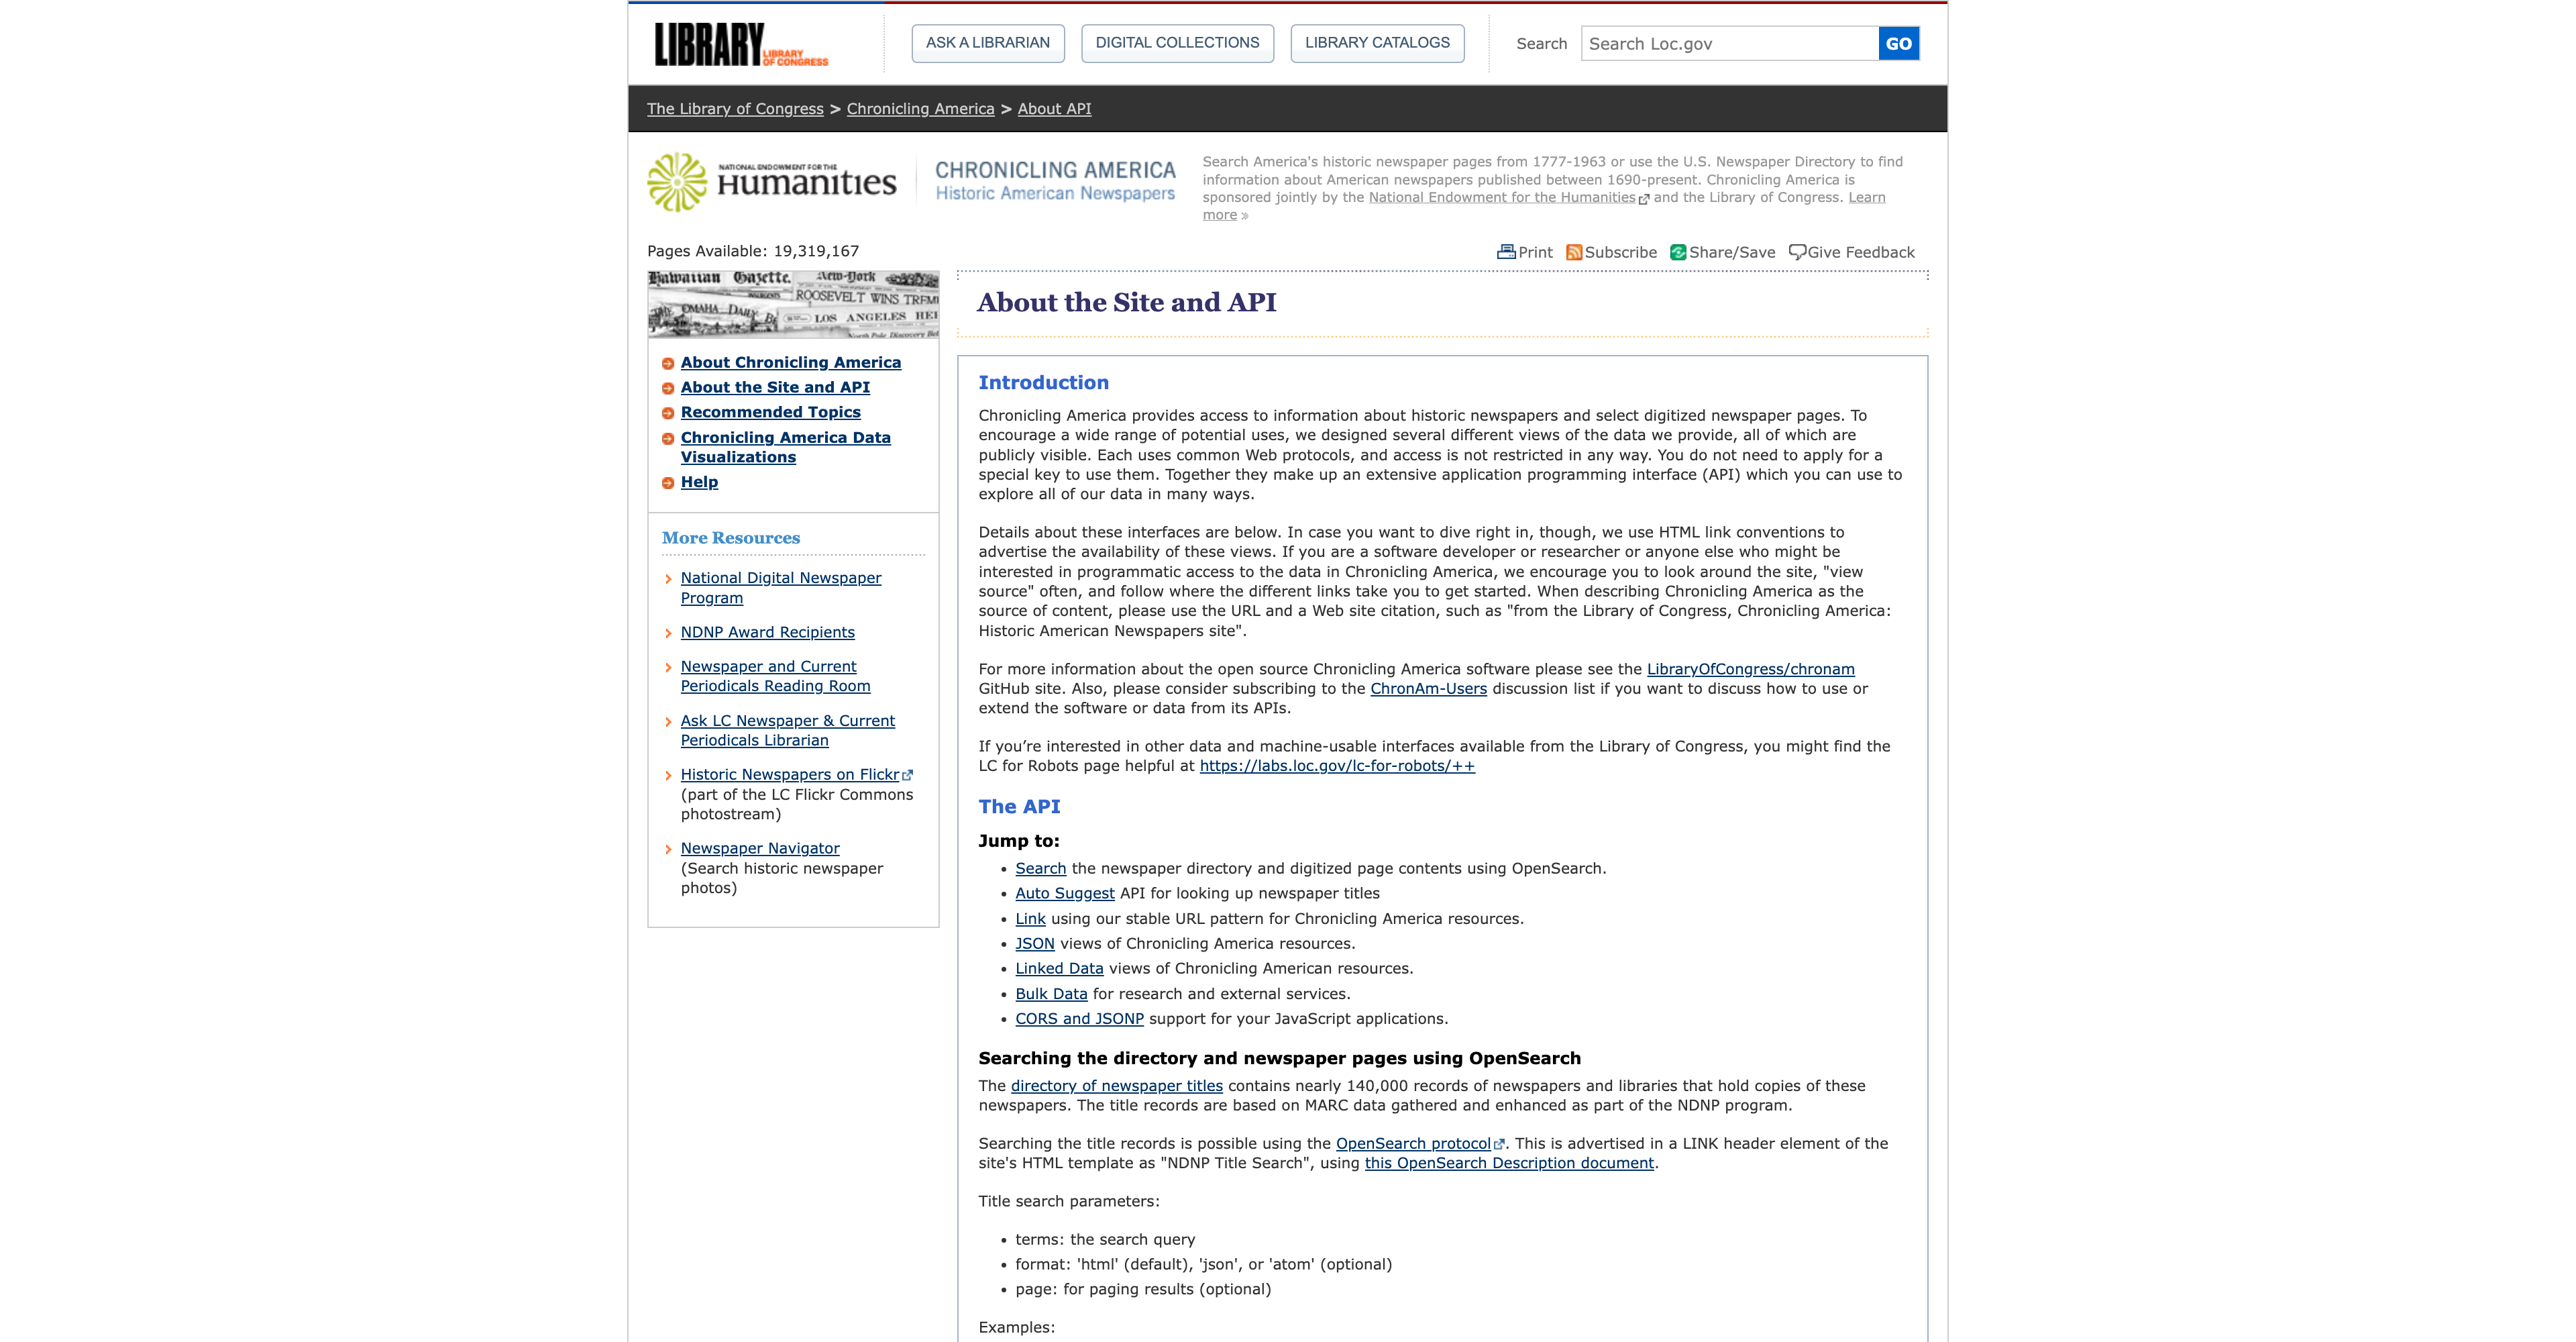 LIBRARY
LIBRARY
OF CONGRESS
ASK A LIBRARIAN
DIGITAL COLLECTIONS
LIBRARY CATALOGS
Search
Search Loc.gov
GO
The Library of Congress > Chronicling America > About API
NATIONAL ENDOWMENT FOR THE
Humanities
CHRONICLING AMERICA
Historic American Newspapers
Search America's historic newspaper pages from 1777-1963 or use the U.S. Newspaper Directory to find
information about American newspapers published between 1690-present. Chronicling America is
sponsored jointly by the National Endowment for the Humanities and the Library of Congress. Learn
more »
Pages Available: 19,319,167
Print
Subscribe
Share/Save
Give Feedback
Hawaiian Gazette.
New-York
ROOSEVELT WINS
OMAHA DAILY
LOS ANGELES
North Pole Discovery
About Chronicling America
About the Site and API
Recommended Topics
Chronicling America Data
Visualizations
Help
More Resources
National Digital Newspaper
Program
NDNP Award Recipients
Newspaper and Current
Periodicals Reading Room
Ask LC Newspaper & Current
Periodicals Librarian
Historic Newspapers on Flickr
(part of the LC Flickr Commons
photostream)
Newspaper Navigator
(Search historic newspaper
photos)
About the Site and API
Introduction
Chronicling America provides access to information about historic newspapers and select digitized newspaper pages. To
encourage a wide range of potential uses, we designed several different views of the data we provide, all of which are
publicly visible. Each uses common Web protocols, and access is not restricted in any way. You do not need to apply for a
special key to use them. Together they make up an extensive application programming interface (API) which you can use to
explore all of our data in many ways.
Details about these interfaces are below. In case you want to dive right in, though, we use HTML link conventions to
advertise the availability of these views. If you are a software developer or researcher or anyone else who might be
interested in programmatic access to the data in Chronicling America, we encourage you to look around the site, "view
source" often, and follow where the different links take you to get started. When describing Chronicling America as the
source of content, please use the URL and a Web site citation, such as "from the Library of Congress, Chronicling America:
Historic American Newspapers site".
For more information about the open source Chronicling America software please see the LibraryOfCongress/chronam
GitHub site. Also, please consider subscribing to the ChronAm-Users discussion list if you want to discuss how to use or
extend the software or data from its APIs.
If you’re interested in other data and machine-usable interfaces available from the Library of Congress, you might find the
LC for Robots page helpful at https://labs.loc.gov/lc-for-robots/++
The API
Jump to:
• Search the newspaper directory and digitized page contents using OpenSearch.
• Auto Suggest API for looking up newspaper titles
• Link using our stable URL pattern for Chronicling America resources.
• JSON views of Chronicling America resources.
• Linked Data views of Chronicling American resources.
• Bulk Data for research and external services.
• CORS and JSONP support for your JavaScript applications.
Searching the directory and newspaper pages using OpenSearch
The directory of newspaper titles contains nearly 140,000 records of newspapers and libraries that hold copies of these
newspapers. The title records are based on MARC data gathered and enhanced as part of the NDNP program.
Searching the title records is possible using the OpenSearch protocol. This is advertised in a LINK header element of the
site's HTML template as "NDNP Title Search", using this OpenSearch Description document.
Title search parameters:
• terms: the search query
• format: 'html' (default), 'json', or 'atom' (optional)
• page: for paging results (optional)
Examples: